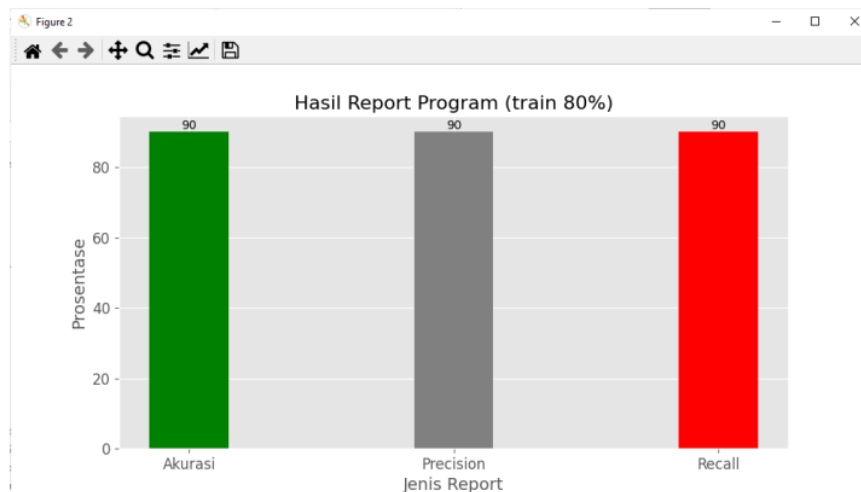 Figure 2
Hasil Report Program (train 80%)
90 90 90
80
60
40
20
0
Prosentase
Akurasi Precision Recall
Jenis Report